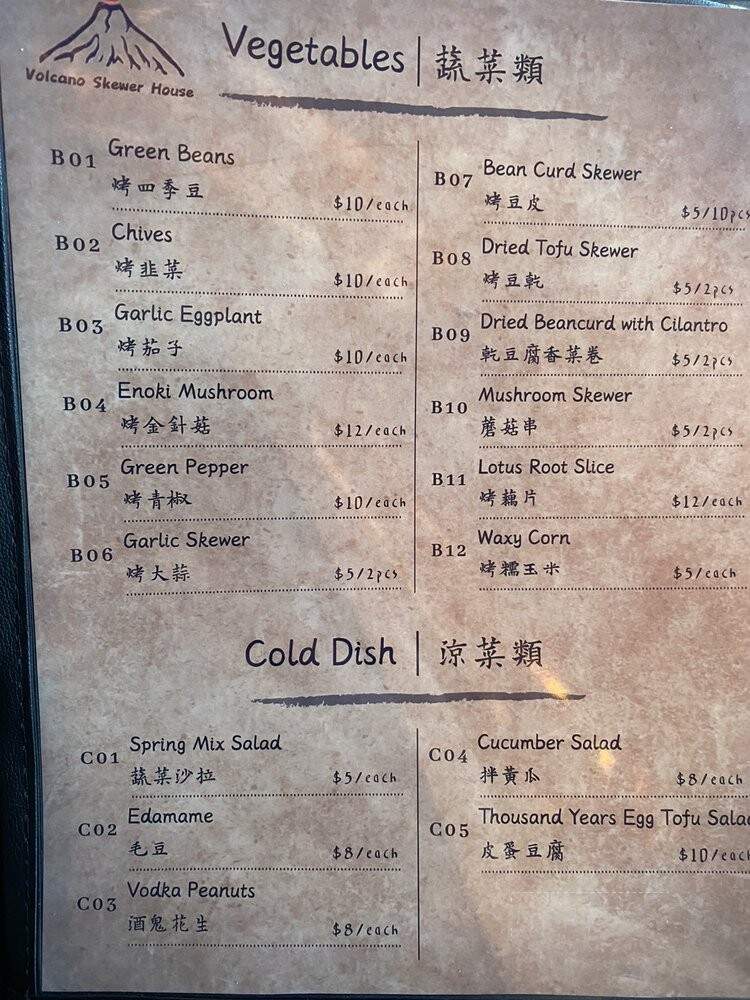 Volcano Skewer House
Vegetables | 蔬菜類
B01 Green Beans
烤四季豆
$10/each
B02 Chives
烤韭菜
$10/each
B03 Garlic Eggplant
烤茄子
$10/each
B04 Enoki Mushroom
烤金針菇
$12/each
B05 Green Pepper
烤青椒
$10/each
B06 Garlic Skewer
烤大蒜
$5/2pcs
B07 Bean Curd Skewer
烤豆皮
$5/10pcs
B08 Dried Tofu Skewer
烤豆乾
$5/2pcs
B09 Dried Beancurd with Cilantro
乾豆腐香菜卷
$5/2pcs
B10 Mushroom Skewer
蘑菇串
$5/2pcs
B11 Lotus Root Slice
烤藕片
$12/each
B12 Waxy Corn
烤糯玉米
$5/each
Cold Dish | 涼菜類
C01 Spring Mix Salad
蔬菜沙拉
$5/each
C02 Edamame
毛豆
$8/each
C03 Vodka Peanuts
酒鬼花生
$8/each
C04 Cucumber Salad
拌黃瓜
$8/each
C05 Thousand Years Egg Tofu Salad
皮蛋豆腐
$10/each